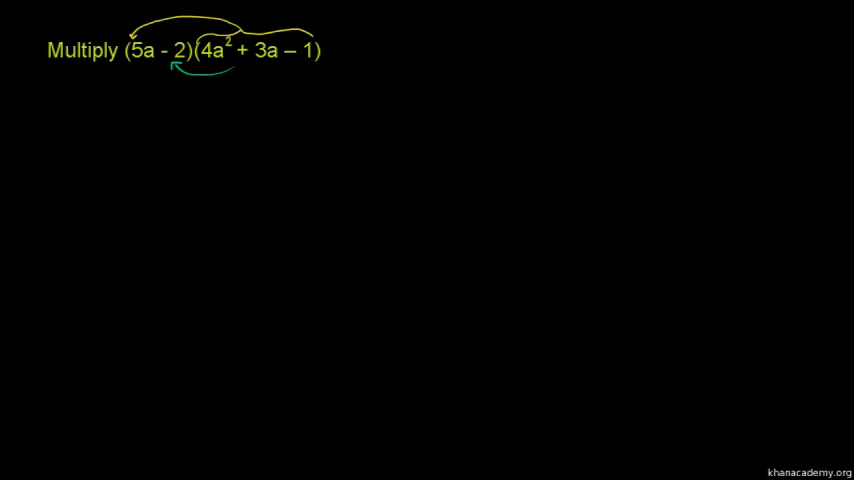 Multiply (5a - 2)(4a² + 3a – 1)
khanacademy.org